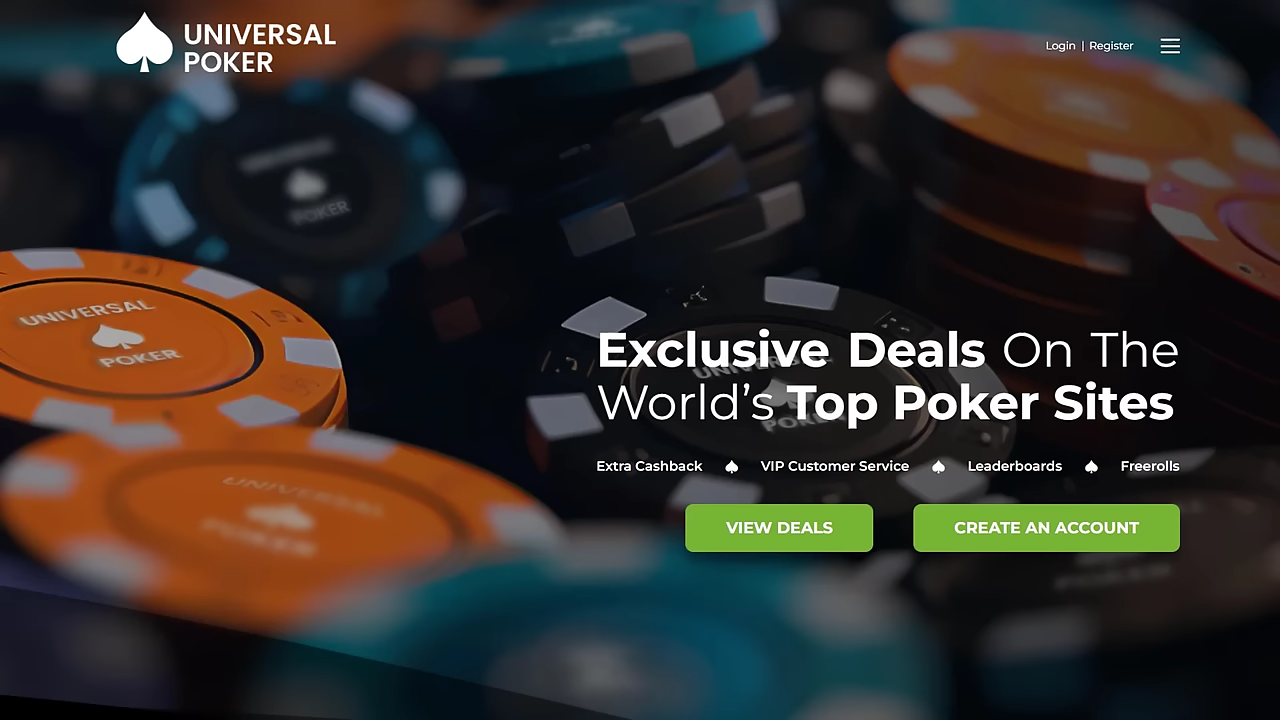 UNIVERSAL
POKER
Login | Register
UNIVERSAL
POKER
POKER
Exclusive Deals On The
World’s Top Poker Sites
Extra Cashback VIP Customer Service Leaderboards Freerolls
VIEW DEALS CREATE AN ACCOUNT